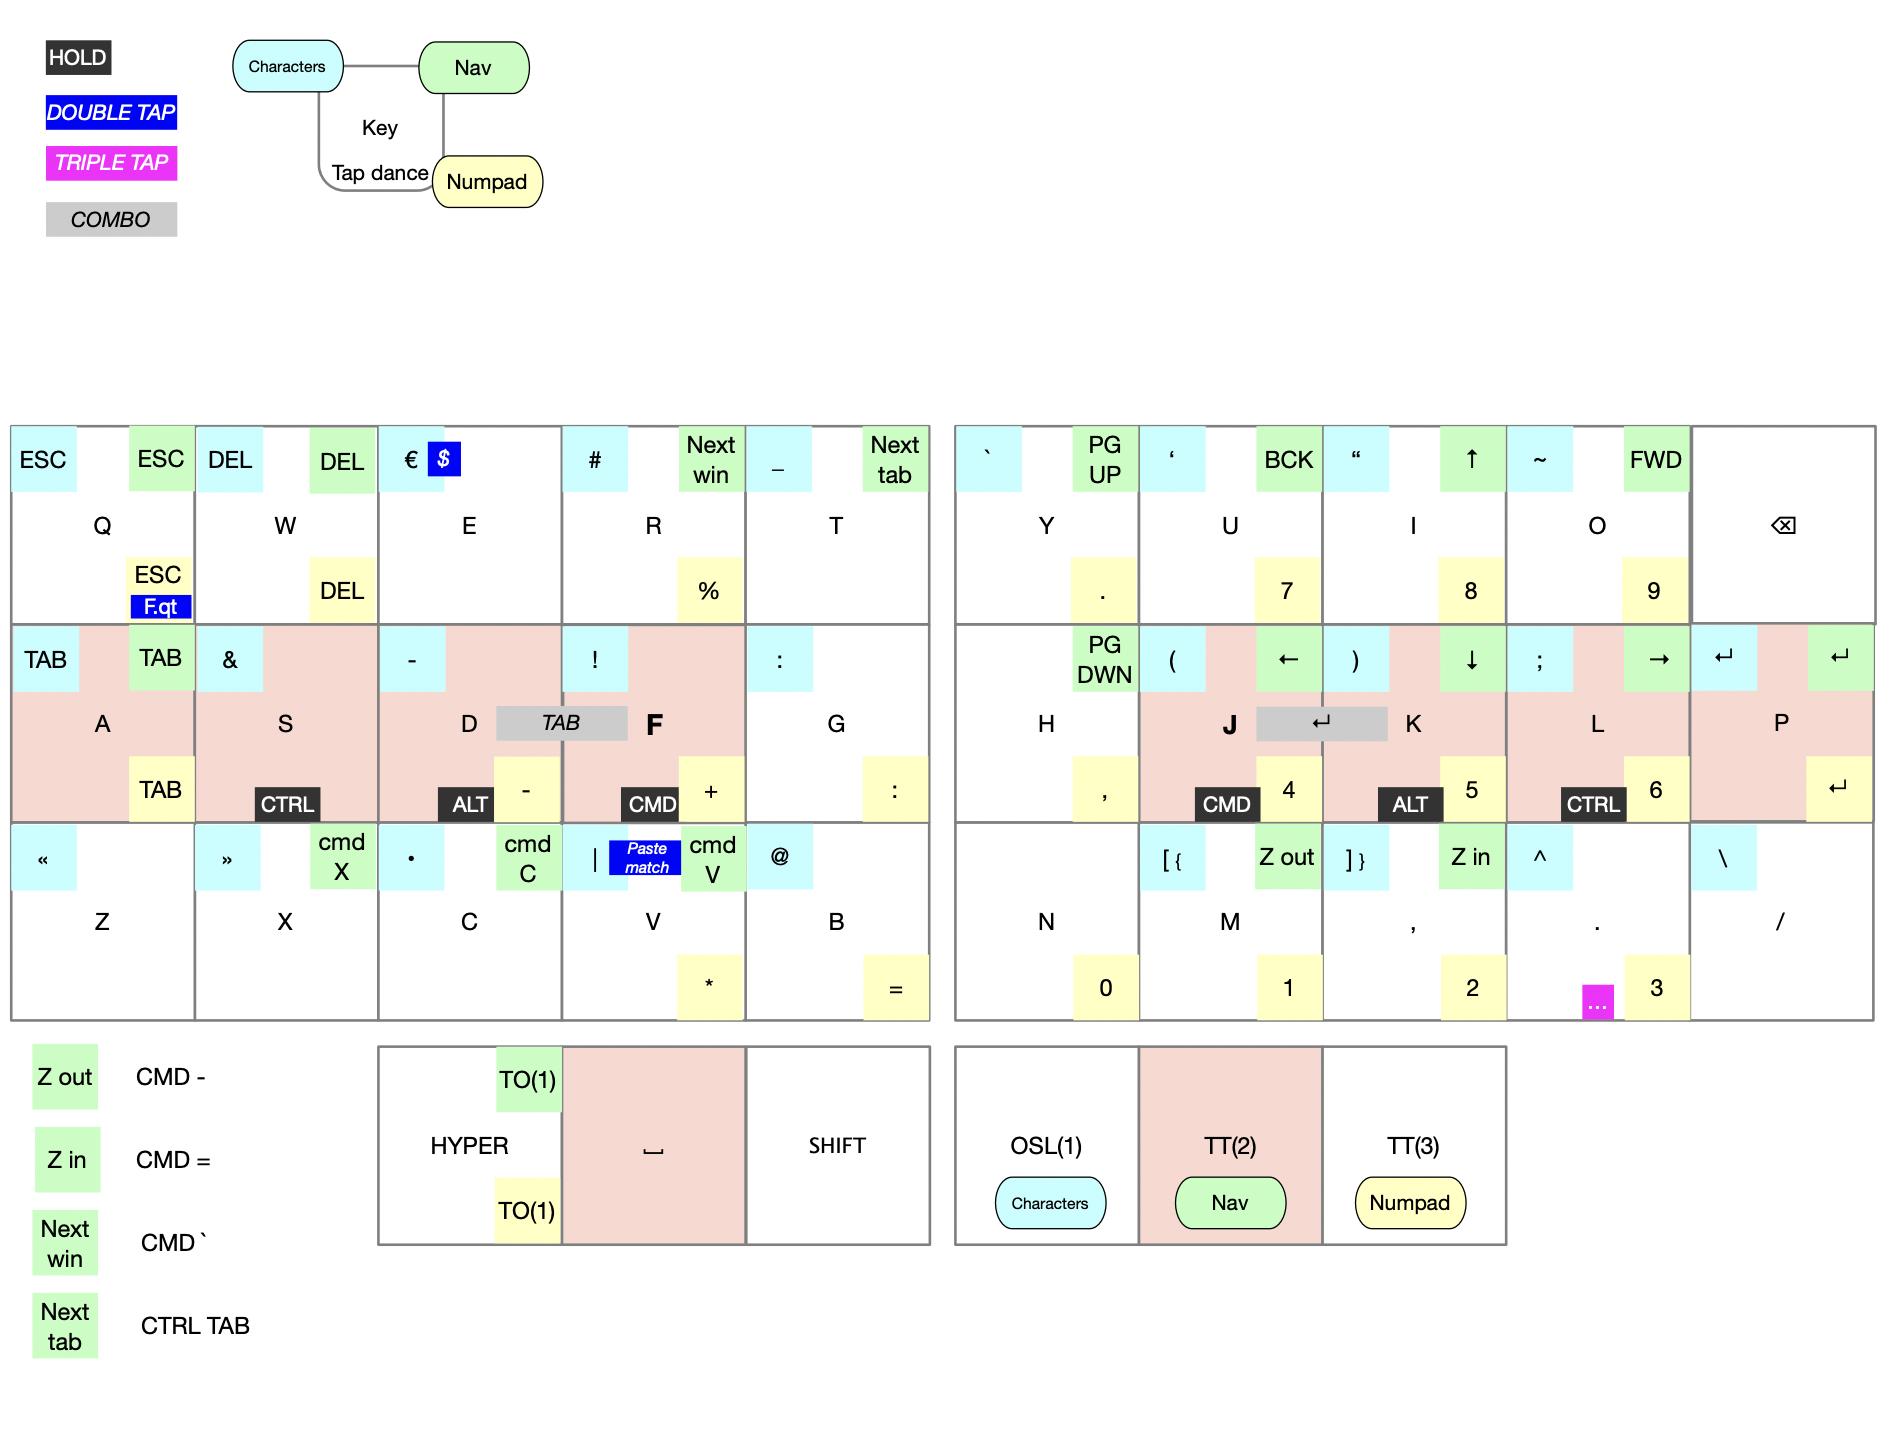 HOLD
DOUBLE TAP
TRIPLE TAP
COMBO
Characters
Nav
Key
Tap dance
Numpad
ESC ESC DEL DEL € $ # Next win _ Next tab
Q W E R T
ESC F.qt DEL %
` PG UP ‘ BCK “ ↑ ~ FWD
Y U I O ⌫
. 7 8 9
TAB TAB & - ! :
A S D TAB F G
TAB CTRL ALT - CMD + :
PG DWN ( ← ) ↓ ; → ↵ ↵
H J ↵ K L P
, CMD 4 ALT 5 CTRL 6 ↵
« » cmd X • cmd C | Paste match cmd V @
Z X C V B
* =
[ { Z out ] } Z in ^ \
N M , . /
0 1 2 ... 3
TO(1)
HYPER ⎵ SHIFT
TO(1)
OSL(1) TT(2) TT(3)
Characters Nav Numpad
Z out CMD -
Z in CMD =
Next win CMD `
Next tab CTRL TAB